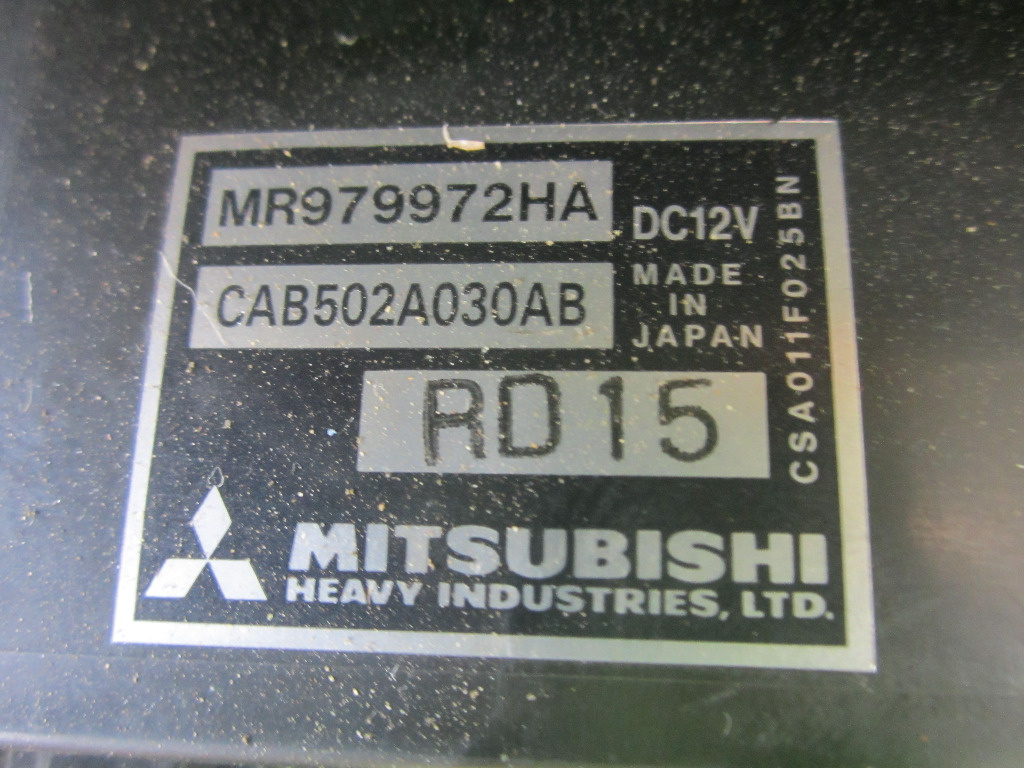 MR979972HA
DC12V
CAB502A030AB
MADE
IN
JAPAN
CSA011F025BN
RD15
MITSUBISHI
HEAVY INDUSTRIES, LTD.